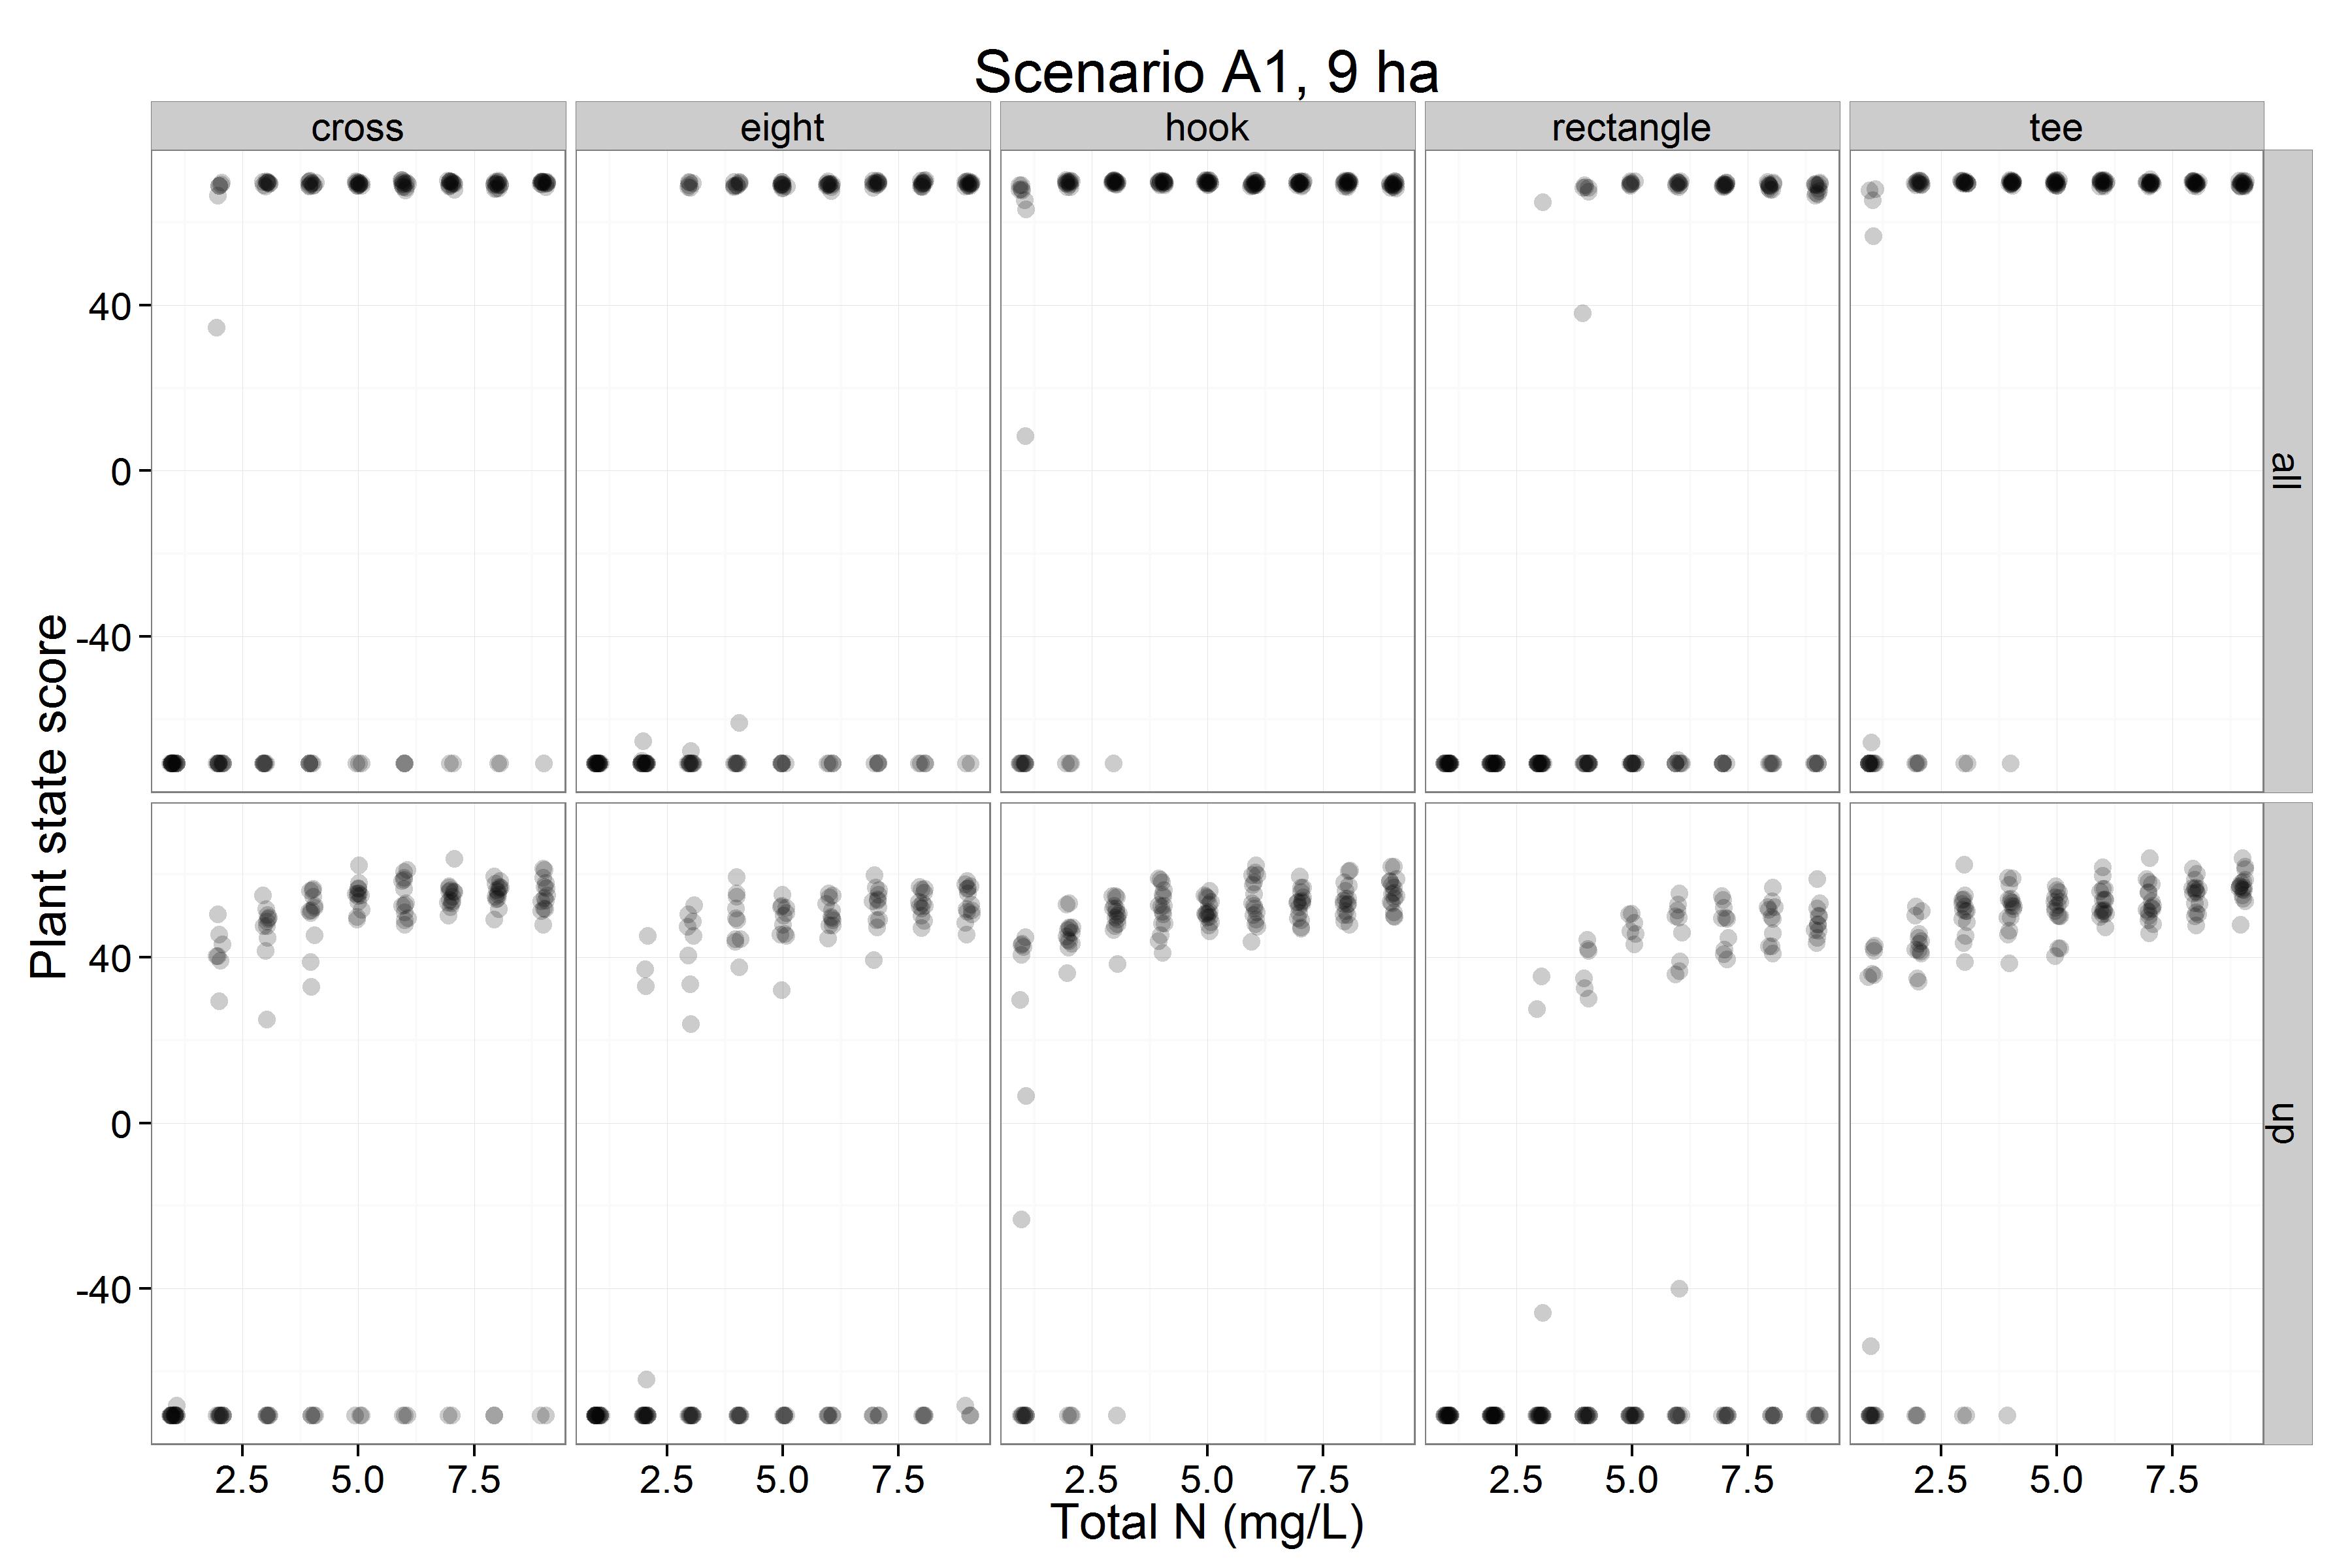 Scenario A1, 9 ha
cross eight hook rectangle tee
Plant state score
40
0
-40
all
40
0
-40
up
2.5 5.0 7.5 2.5 5.0 7.5 2.5 5.0 7.5 2.5 5.0 7.5 2.5 5.0 7.5
Total N (mg/L)